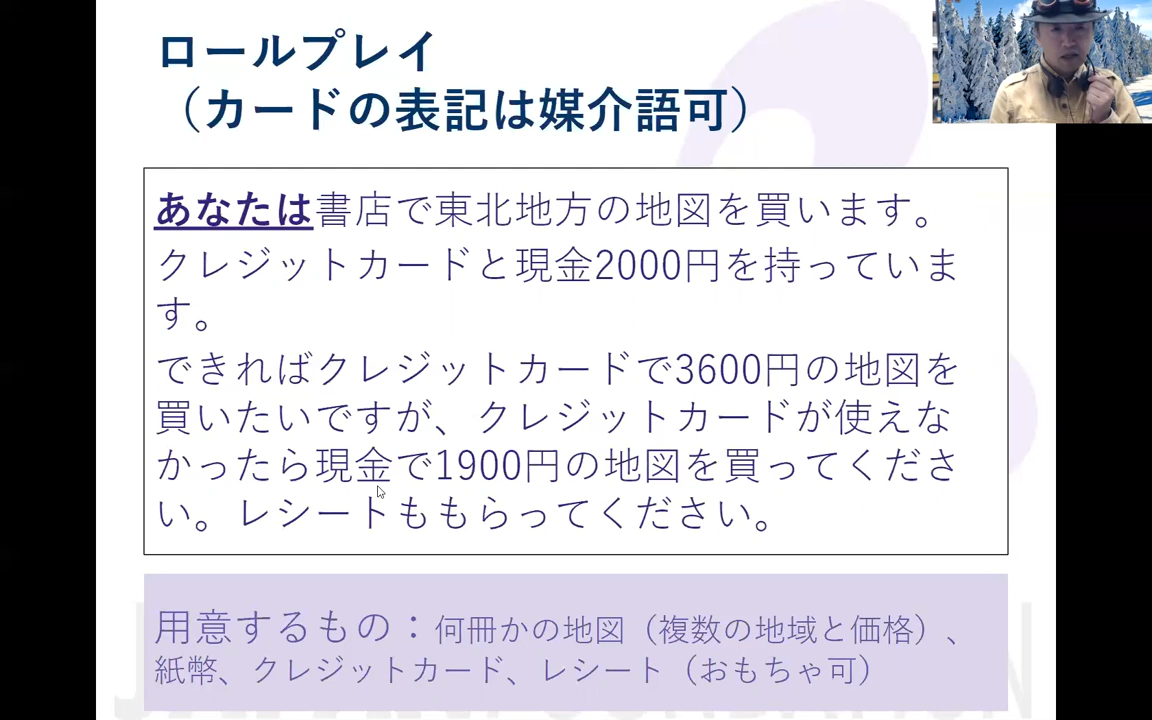 ロールプレイ
（カードの表記は媒介語可）
あなたは書店で東北地方の地図を買います。
クレジットカードと現金2000円を持っていま
す。
できればクレジットカードで3600円の地図を
買いたいですが、クレジットカードが使えな
かったら現金で1900円の地図を買ってくださ
い。レシートももらってください。
用意するもの：何冊かの地図（複数の地域と価格）、
紙幣、クレジットカード、レシート（おもちゃ可）